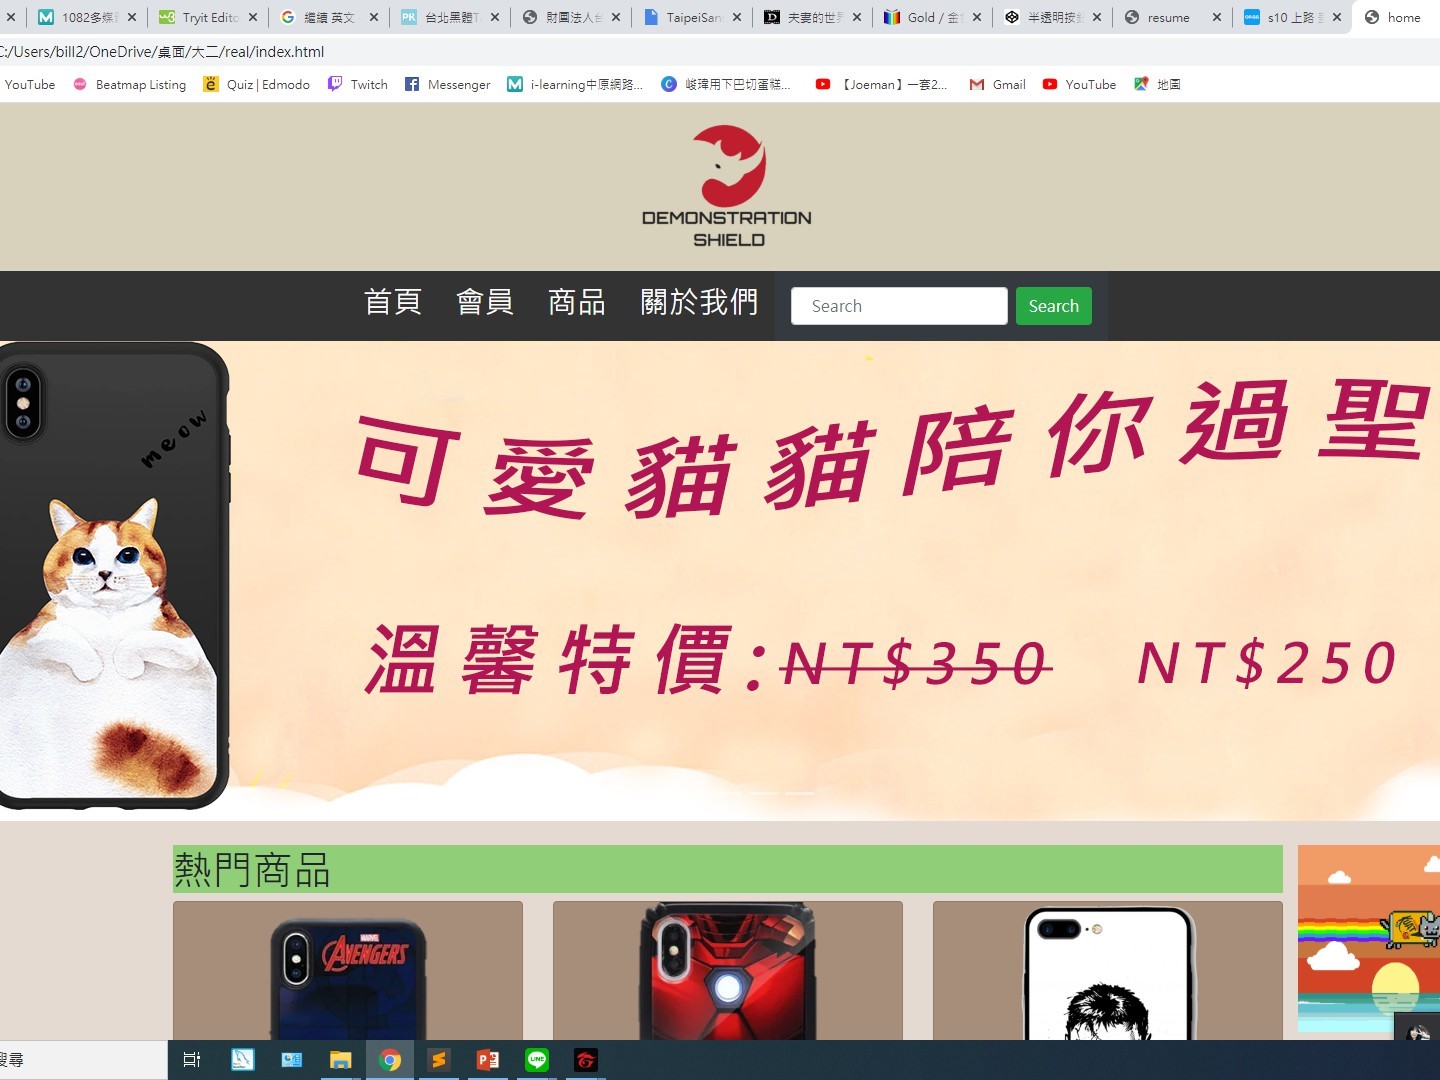 1082多媒
Tryit Edito
繼續 英文
台北黑體T
財團法人台
TaipeiSan
夫妻的世界
Gold / 金
半透明按
resume
s10 上路
home
C:/Users/bill2/OneDrive/桌面/大二/real/index.html
YouTube
Beatmap Listing
Quiz | Edmodo
Twitch
Messenger
i-learning中原網路...
峻瑋用下巴切蛋糕...
【Joeman】一套2...
Gmail
YouTube
地圖
DEMONSTRATION
SHIELD
首頁
會員
商品
關於我們
Search
Search
meow
可愛貓貓陪你過聖
溫馨特價:NT$350 NT$250
熱門商品
MARVEL
AVENGERS
搜尋